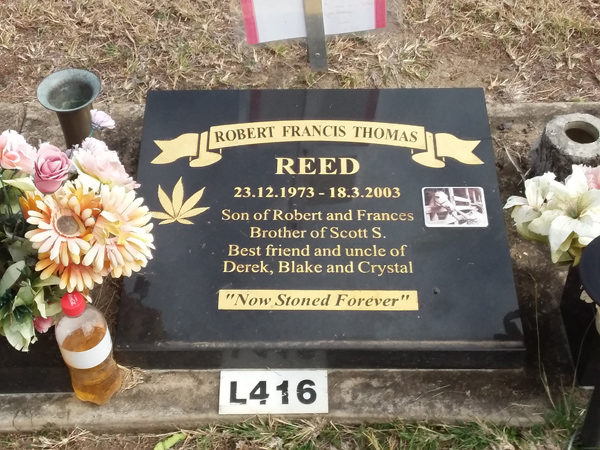 ROBERT FRANCIS THOMAS
REED
23.12.1973 - 18.3.2003
Son of Robert and Frances
Brother of Scott S.
Best friend and uncle of
Derek, Blake and Crystal
"Now Stoned Forever"
L416